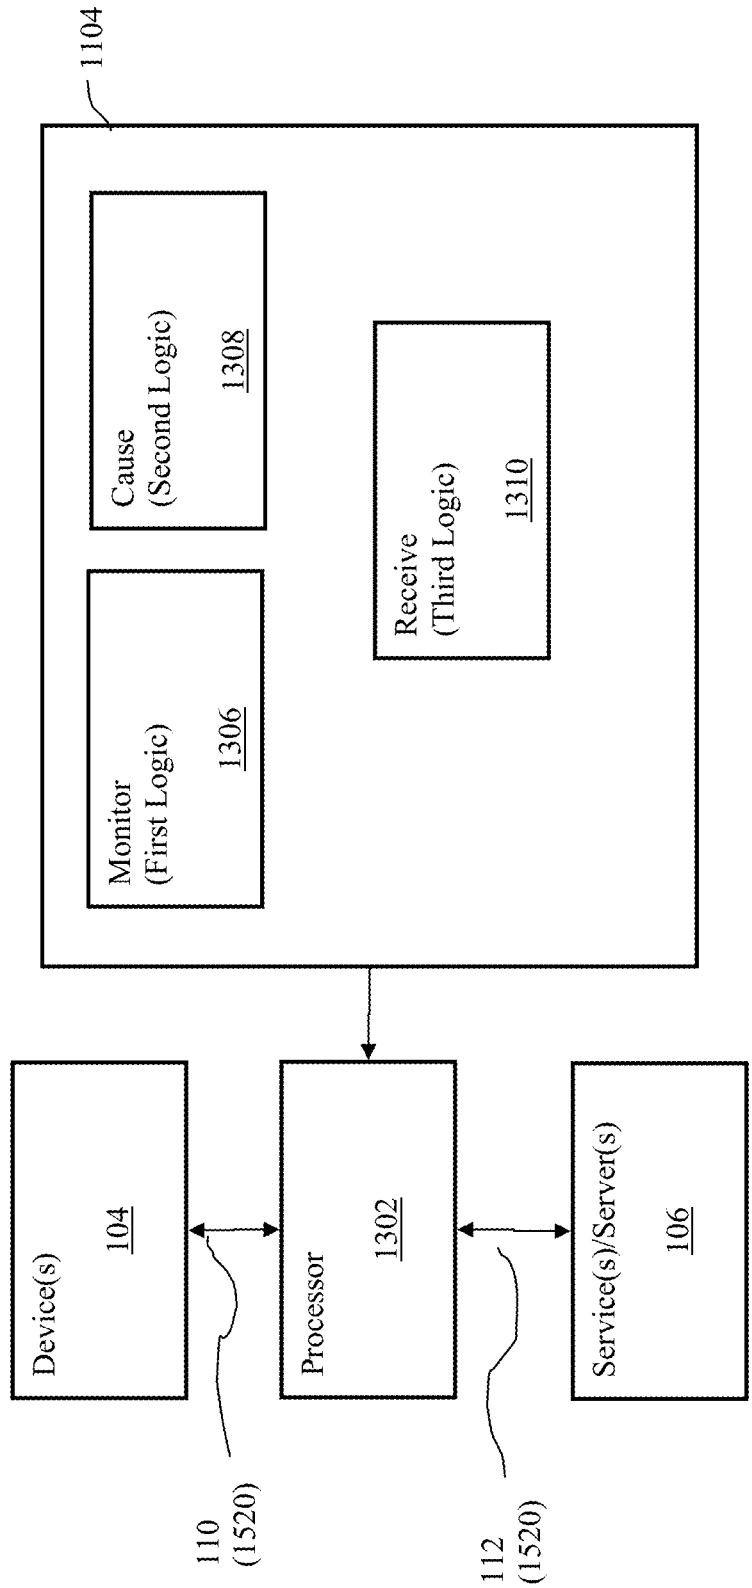 Device(s)
104
110
(1520)
Processor
1302
112
(1520)
Service(s)/Server(s)
106
1104
Monitor
(First Logic)
1306
Cause
(Second Logic)
1308
Receive
(Third Logic)
1310